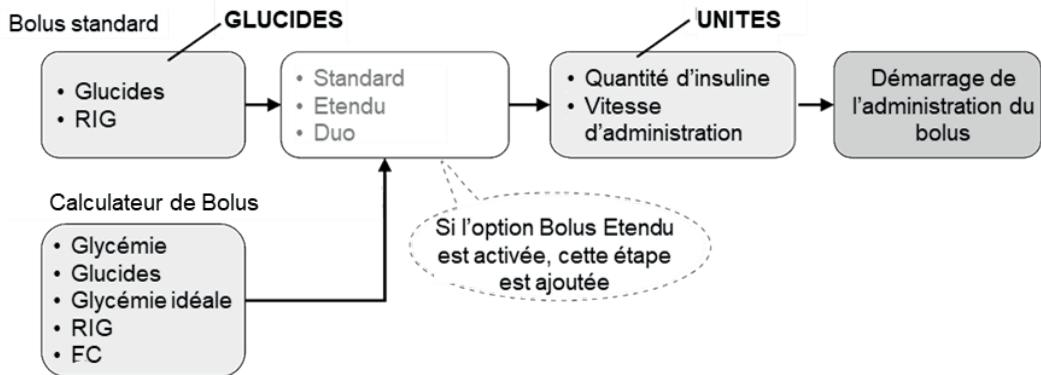 Bolus standard
GLUCIDES
UNITES
• Glucides
• RIG
• Standard
• Etendu
• Duo
• Quantité d'insuline
• Vitesse
d'administration
Démarrage de
l'administration du
bolus
Calculateur de Bolus
• Glycémie
• Glucides
• Glycémie idéale
• RIG
• FC
Si l'option Bolus Etendu
est activée, cette étape
est ajoutée